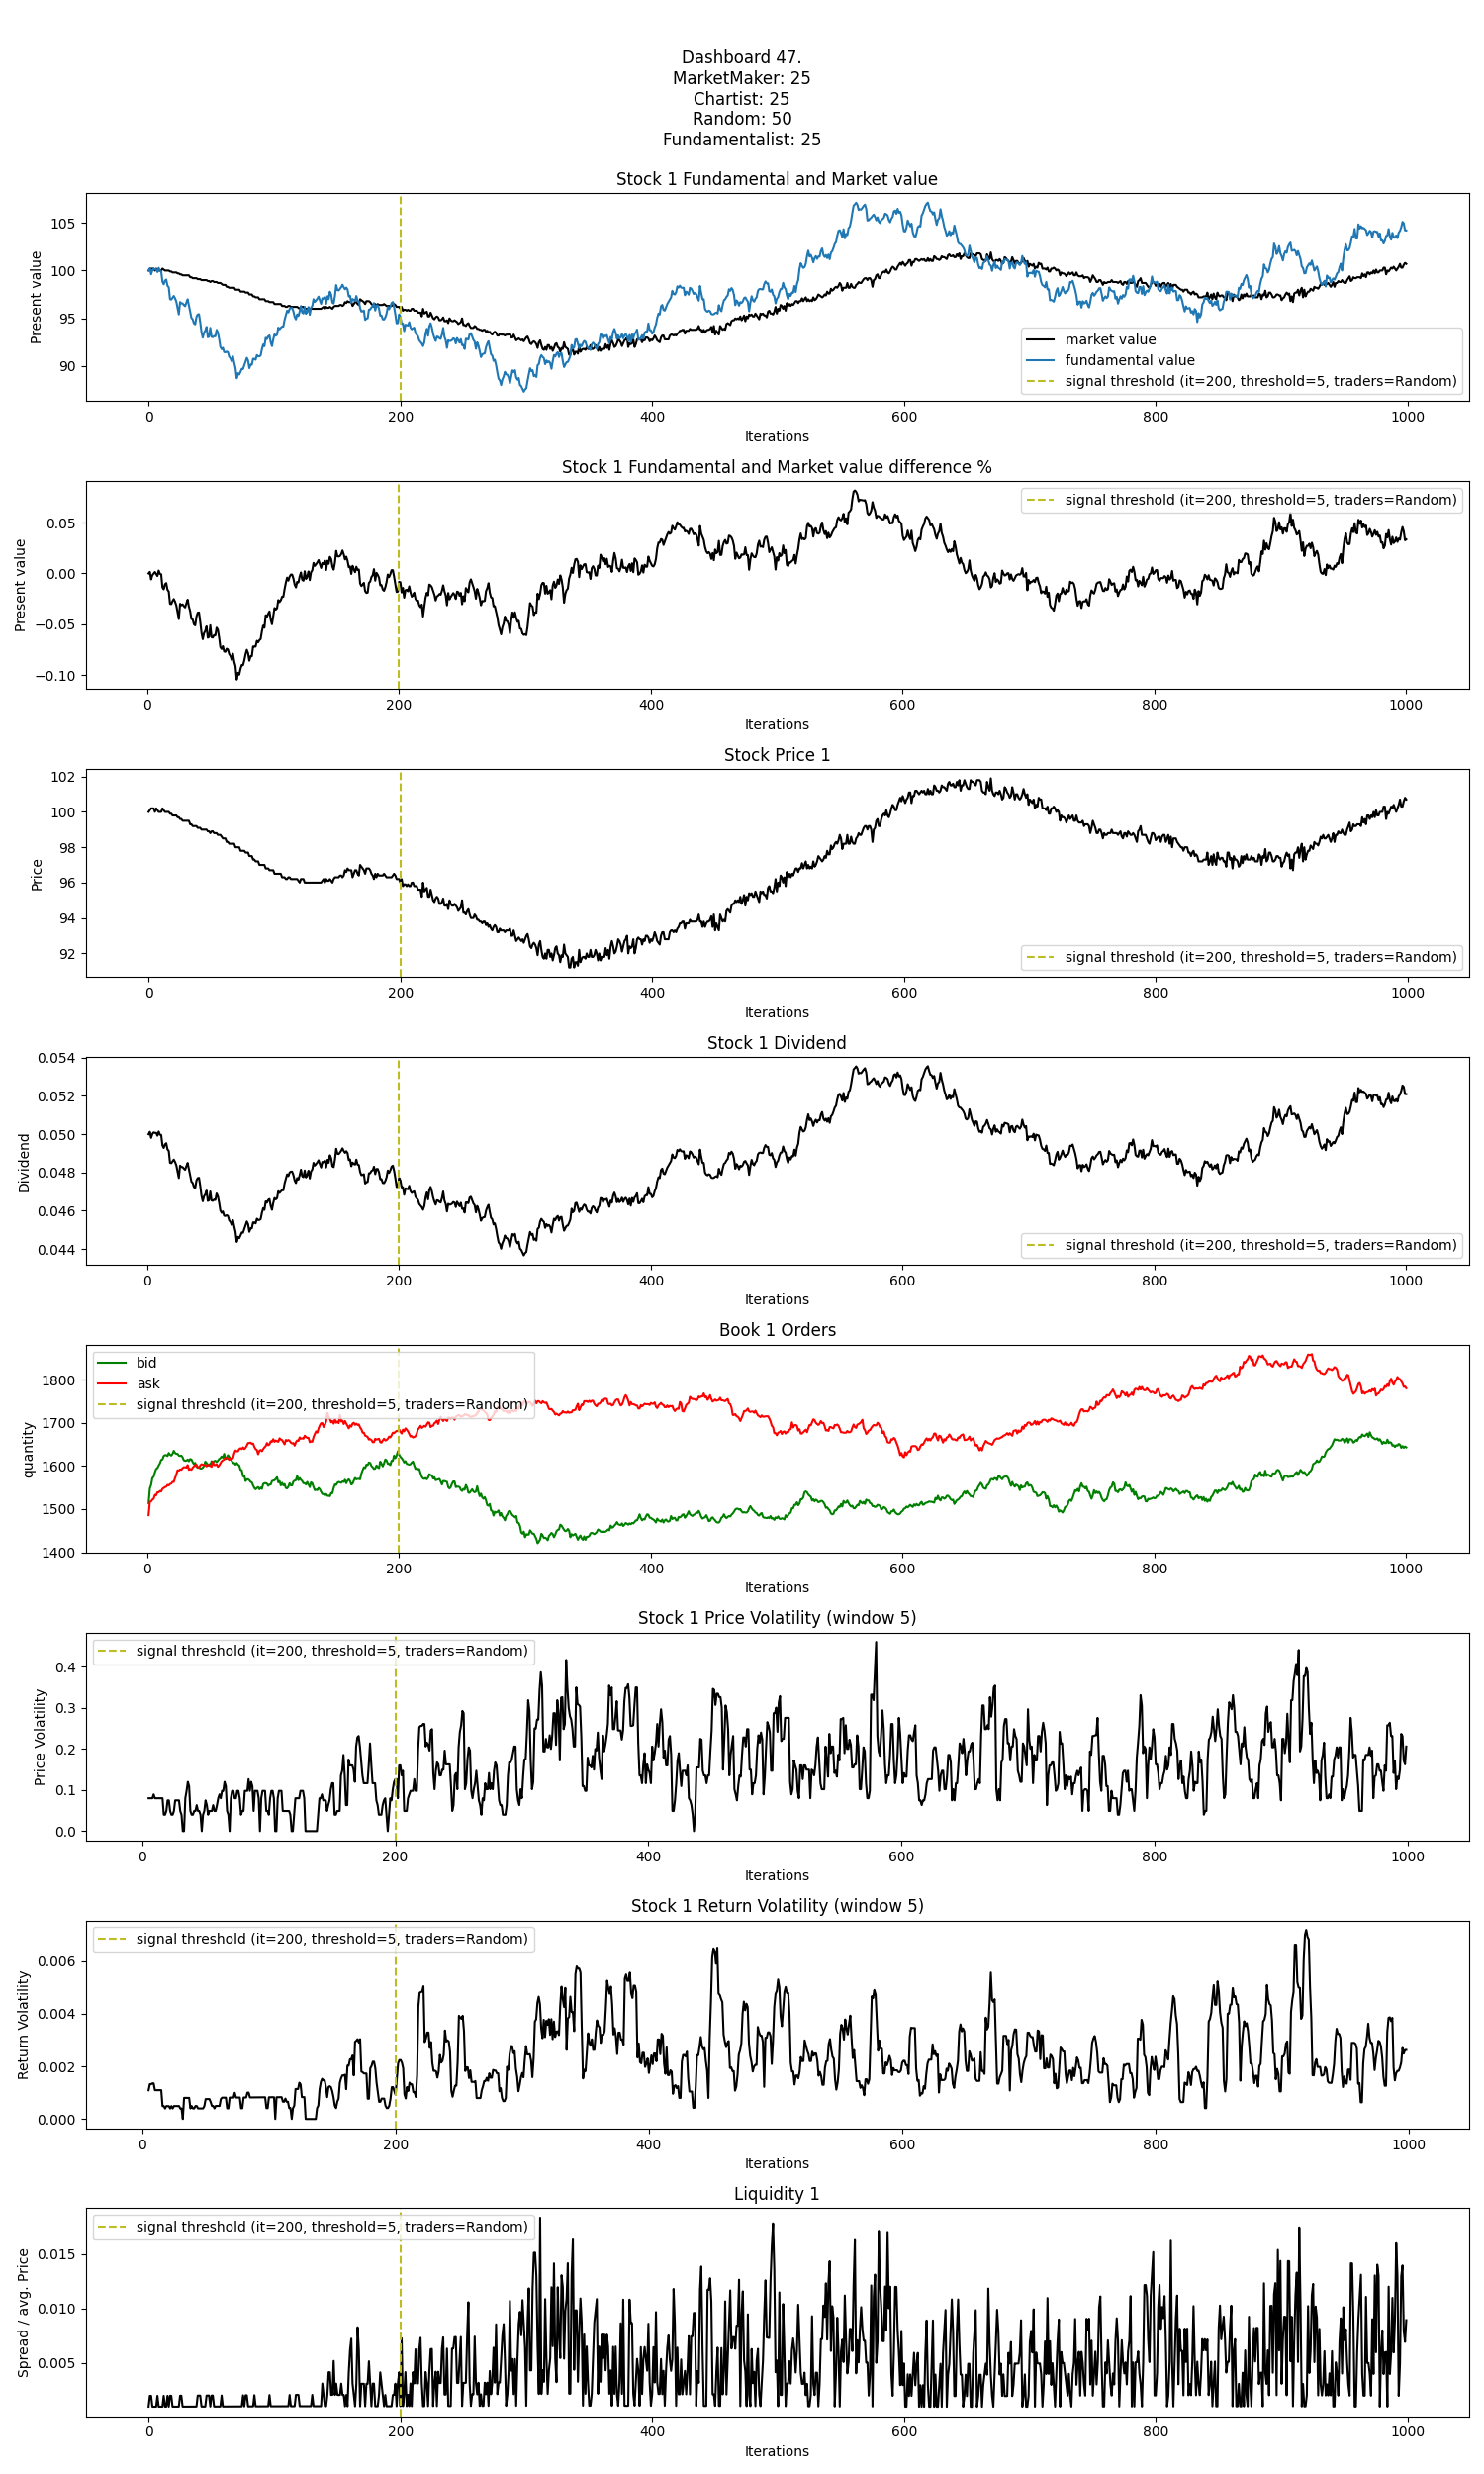 Dashboard 47.
MarketMaker: 25
Chartist: 25
Random: 50
Fundamentalist: 25
Stock 1 Fundamental and Market value
Present value
105
100
95
90
market value
fundamental value
signal threshold (it=200, threshold=5, traders=Random)
0 200 400 600 800 1000
Iterations
Stock 1 Fundamental and Market value difference %
Present value
0.05
0.00
−0.05
−0.10
signal threshold (it=200, threshold=5, traders=Random)
0 200 400 600 800 1000
Iterations
Stock Price 1
Price
102
100
98
96
94
92
signal threshold (it=200, threshold=5, traders=Random)
0 200 400 600 800 1000
Iterations
Stock 1 Dividend
Dividend
0.054
0.052
0.050
0.048
0.046
0.044
signal threshold (it=200, threshold=5, traders=Random)
0 200 400 600 800 1000
Iterations
Book 1 Orders
quantity
1800
1700
1600
1500
1400
bid
ask
signal threshold (it=200, threshold=5, traders=Random)
0 200 400 600 800 1000
Iterations
Stock 1 Price Volatility (window 5)
Price Volatility
0.4
0.3
0.2
0.1
0.0
signal threshold (it=200, threshold=5, traders=Random)
0 200 400 600 800 1000
Iterations
Stock 1 Return Volatility (window 5)
Return Volatility
0.006
0.004
0.002
0.000
signal threshold (it=200, threshold=5, traders=Random)
0 200 400 600 800 1000
Iterations
Liquidity 1
Spread / avg. Price
0.015
0.010
0.005
signal threshold (it=200, threshold=5, traders=Random)
0 200 400 600 800 1000
Iterations